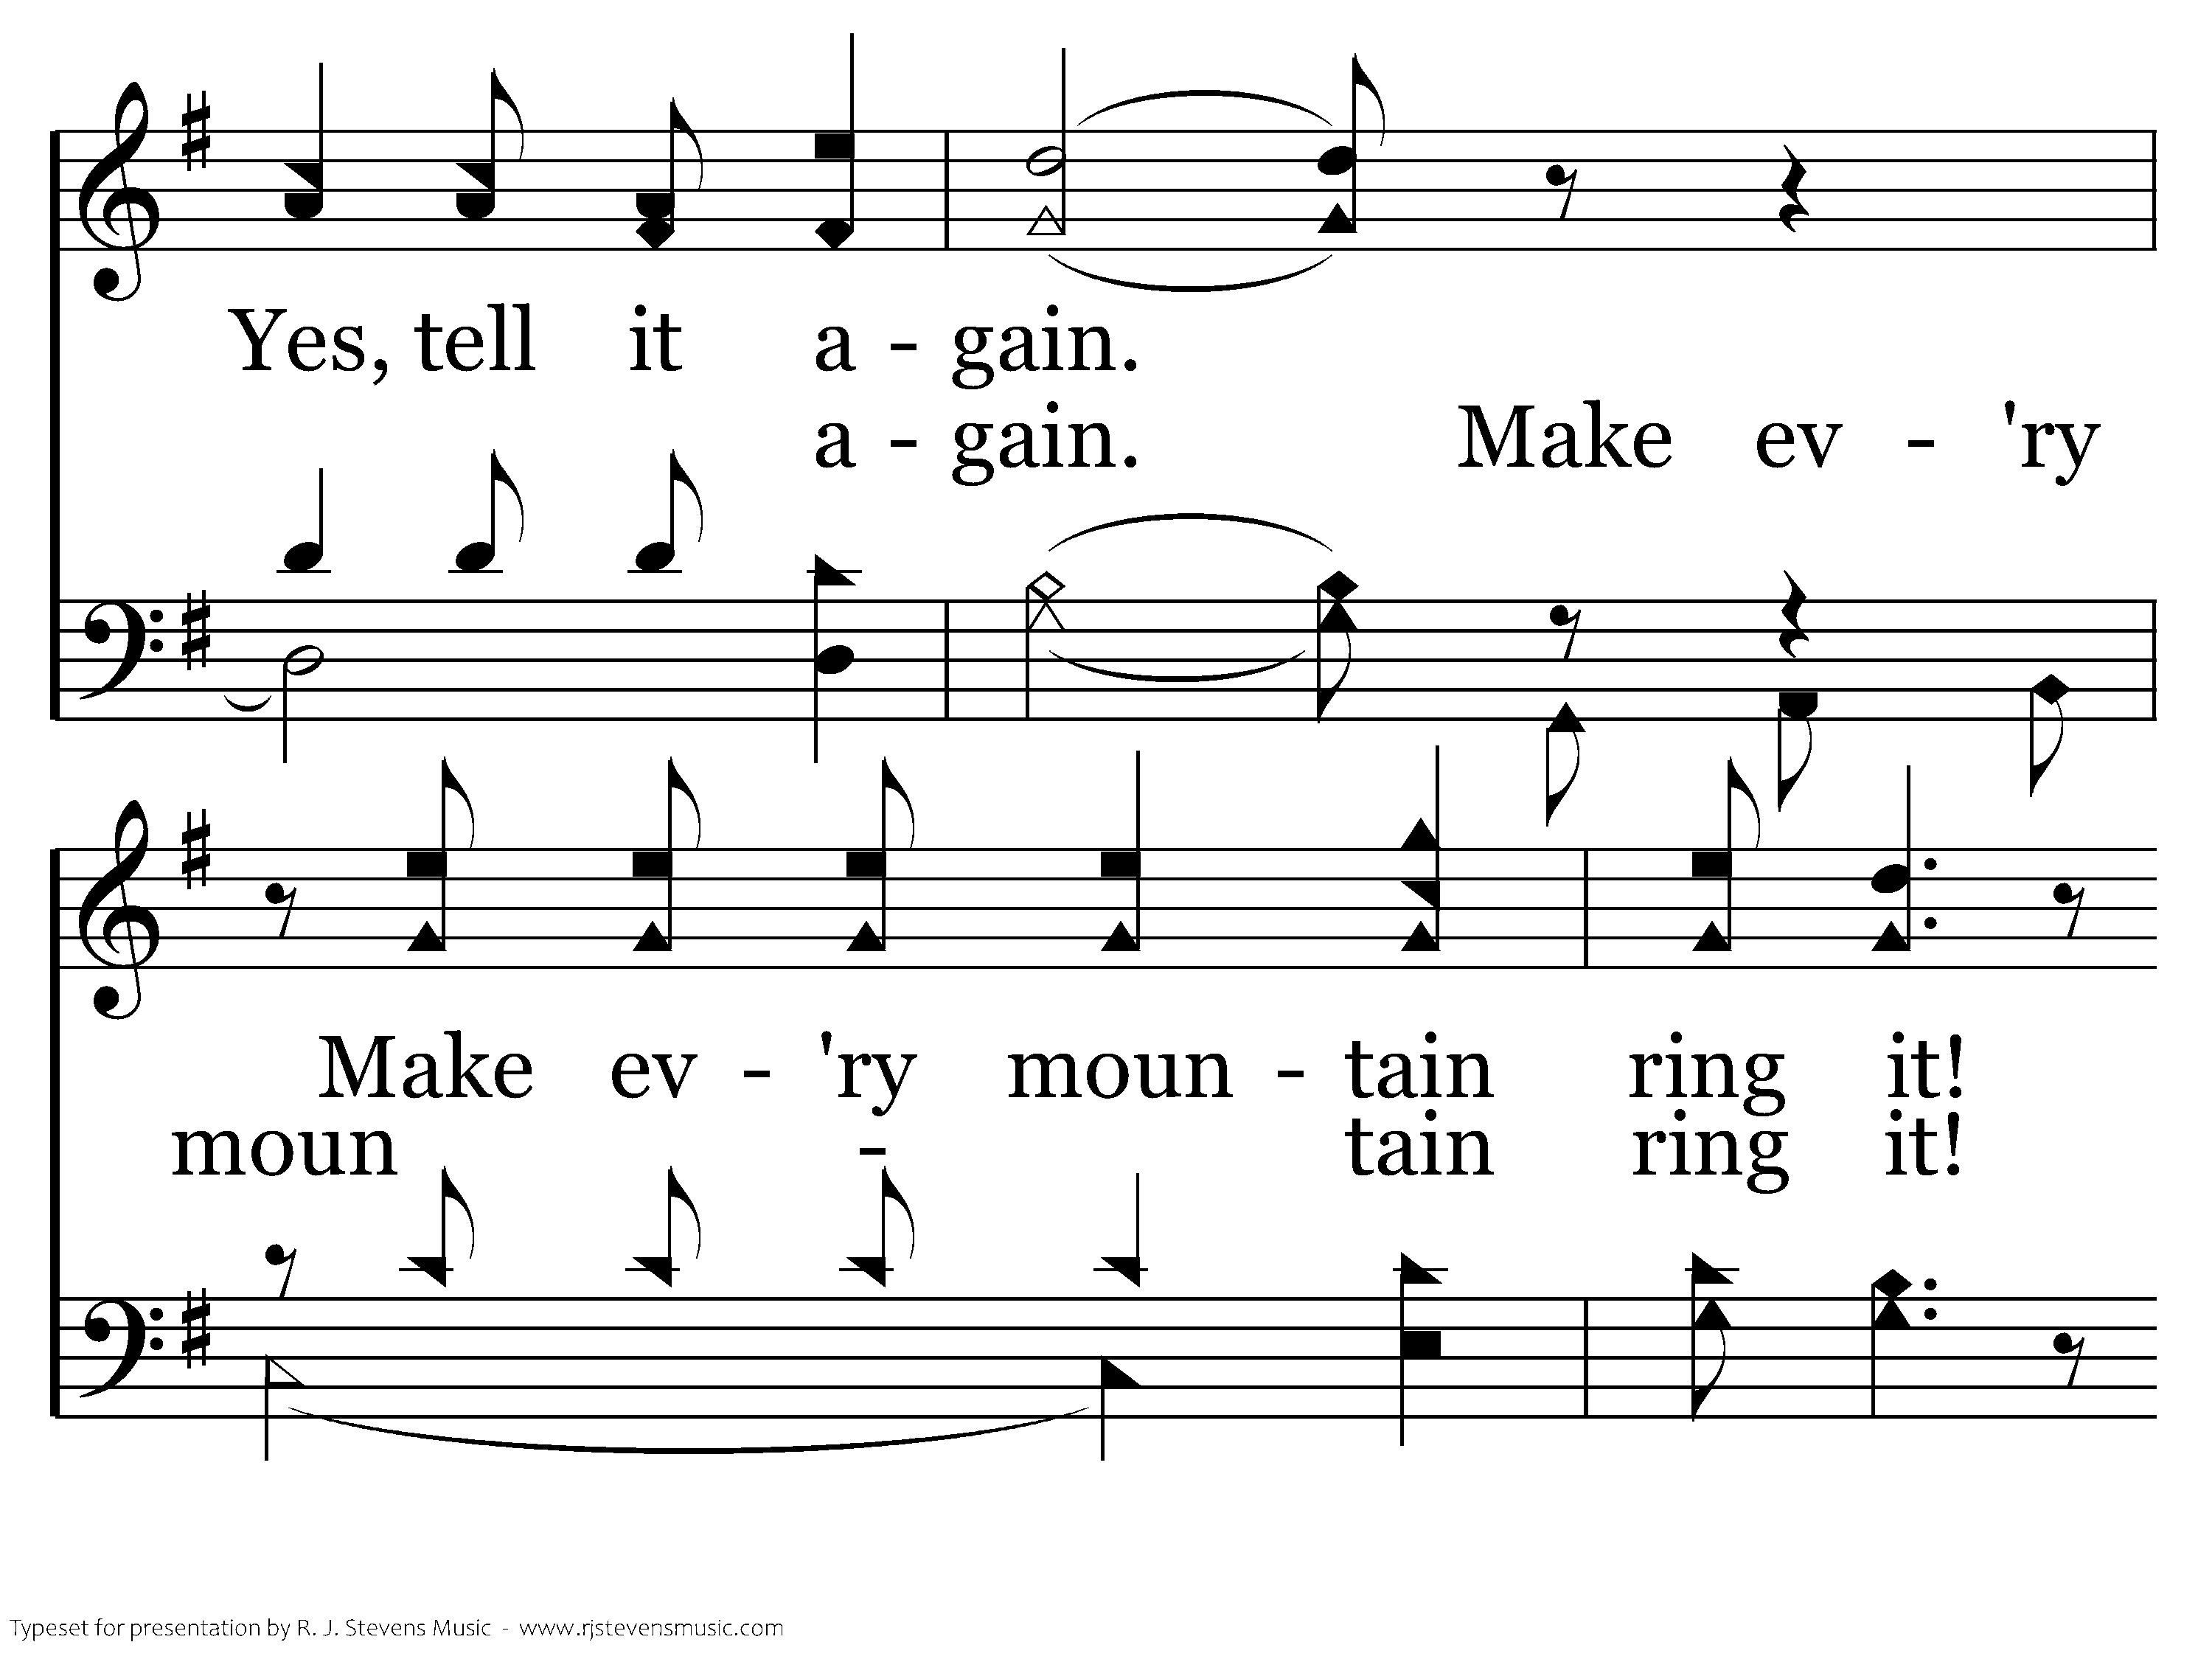 Yes, tell it a - gain.
a - gain. Make ev - 'ry
Make ev - 'ry moun - tain ring it!
moun - tain ring it!
Typeset for presentation by R. J. Stevens Music - www.rjstevensmusic.com